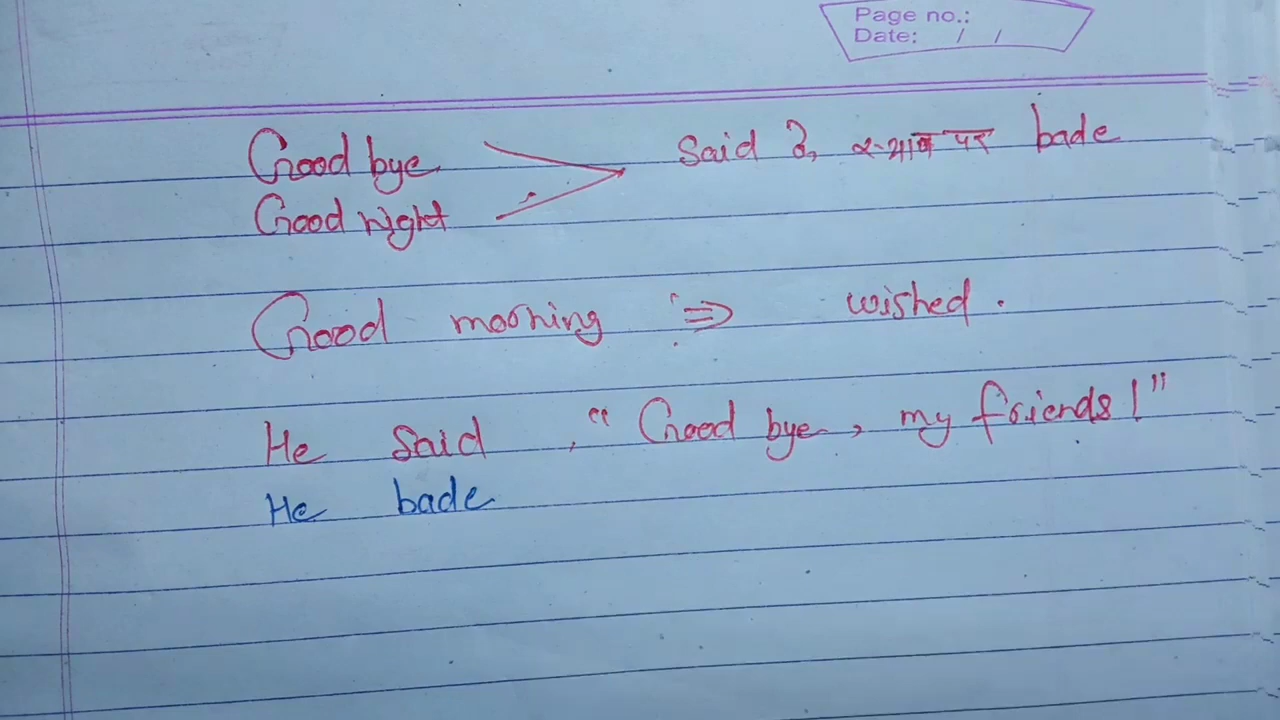 Page no.:
Date: / /
Good bye
Good night
said के स्थान पर bade
Good morning ⇒ wished.
He said, "Good bye, my friends!"
He bade